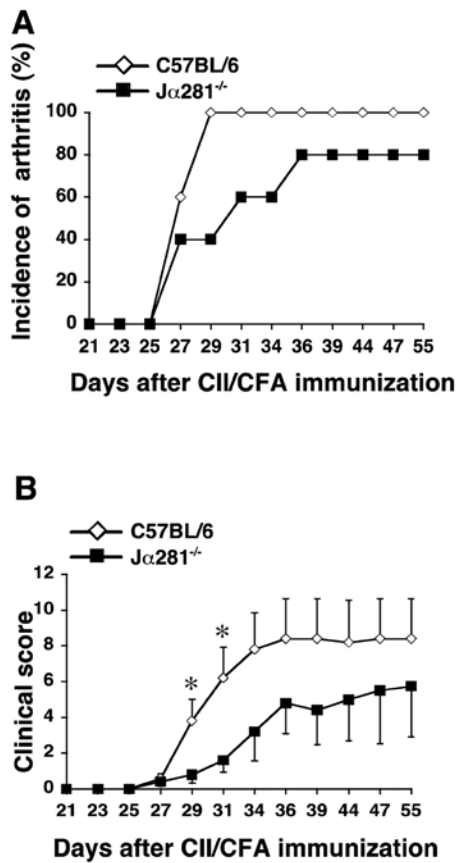 A
C57BL/6
Jα281-/-
Incidence of arthritis (%)
100
80
60
40
20
0
21 23 25 27 29 31 34 36 39 44 47 55
Days after CII/CFA immunization
B
C57BL/6
Jα281-/-
Clinical score
12
10
8
6
4
2
0
*
*
21 23 25 27 29 31 34 36 39 44 47 55
Days after CII/CFA immunization